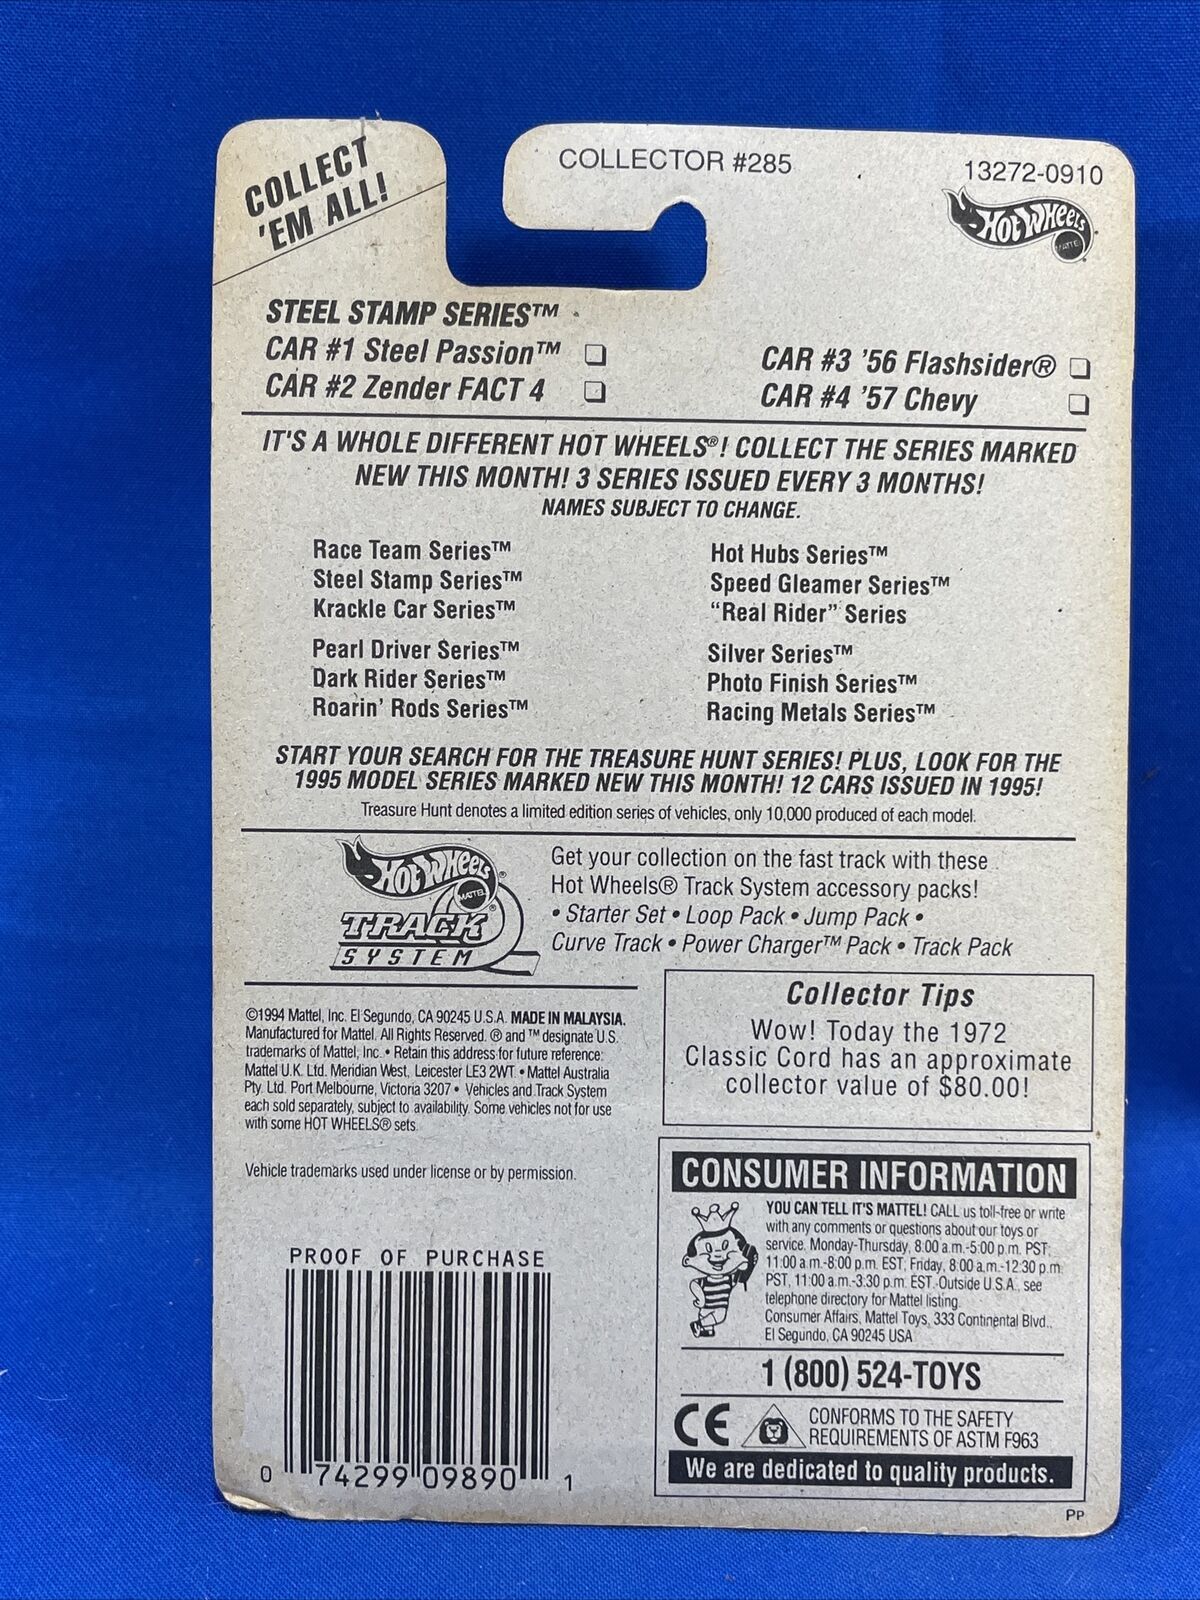 COLLECT
'EM ALL!
COLLECTOR #285
13272-0910
Hot Wheels
MATTEL
STEEL STAMP SERIES™
CAR #1 Steel Passion™ ❏
CAR #2 Zender FACT 4 ❏
CAR #3 '56 Flashsider® ❏
CAR #4 '57 Chevy ❏
IT'S A WHOLE DIFFERENT HOT WHEELS®! COLLECT THE SERIES MARKED
NEW THIS MONTH! 3 SERIES ISSUED EVERY 3 MONTHS!
NAMES SUBJECT TO CHANGE.
Race Team Series™
Steel Stamp Series™
Krackle Car Series™
Pearl Driver Series™
Dark Rider Series™
Roarin' Rods Series™
Hot Hubs Series™
Speed Gleamer Series™
“Real Rider” Series
Silver Series™
Photo Finish Series™
Racing Metals Series™
START YOUR SEARCH FOR THE TREASURE HUNT SERIES! PLUS, LOOK FOR THE
1995 MODEL SERIES MARKED NEW THIS MONTH! 12 CARS ISSUED IN 1995!
Treasure Hunt denotes a limited edition series of vehicles, only 10,000 produced of each model.
Hot Wheels®
MATTEL
TRACK®
SYSTEM
Get your collection on the fast track with these
Hot Wheels® Track System accessory packs!
• Starter Set • Loop Pack • Jump Pack •
Curve Track • Power Charger™ Pack • Track Pack
©1994 Mattel, Inc. El Segundo, CA 90245 U.S.A. MADE IN MALAYSIA.
Manufactured for Mattel. All Rights Reserved. ® and ™ designate U.S.
trademarks of Mattel, Inc. • Retain this address for future reference:
Mattel U.K. Ltd. Meridian West, Leicester LE3 2WT. • Mattel Australia
Pty. Ltd. Port Melbourne, Victoria 3207 • Vehicles and Track System
each sold separately, subject to availability. Some vehicles not for use
with some HOT WHEELS® sets.
Vehicle trademarks used under license or by permission.
Collector Tips
Wow! Today the 1972
Classic Cord has an approximate
collector value of $80.00!
CONSUMER INFORMATION
YOU CAN TELL IT'S MATTEL! CALL us toll-free or write
with any comments or questions about our toys or
service. Monday-Thursday, 8:00 a.m.-5:00 p.m. PST,
11:00 a.m.-8:00 p.m. EST, Friday, 8:00 a.m.-12:30 p.m.
PST, 11:00 a.m.-3:30 p.m. EST. Outside U.S.A., see
telephone directory for Mattel listing.
Consumer Affairs, Mattel Toys, 333 Continental Blvd.,
El Segundo, CA 90245 USA
1 (800) 524-TOYS
CE
CONFORMS TO THE SAFETY
REQUIREMENTS OF ASTM F963
We are dedicated to quality products.
PROOF OF PURCHASE
0 74299 09890 1
PP